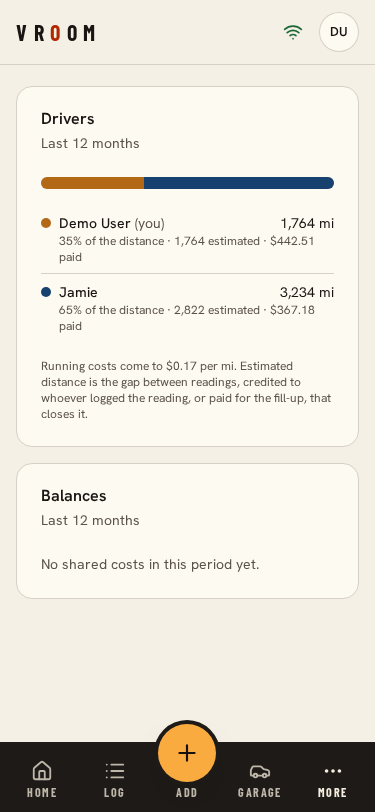 VROOM
DU
Drivers
Last 12 months
Demo User (you) 1,764 mi
35% of the distance · 1,764 estimated · $442.51
paid
Jamie 3,234 mi
65% of the distance · 2,822 estimated · $367.18
paid
Running costs come to $0.17 per mi. Estimated
distance is the gap between readings, credited to
whoever logged the reading, or paid for the fill-up, that
closes it.
Balances
Last 12 months
No shared costs in this period yet.
HOME LOG ADD GARAGE MORE